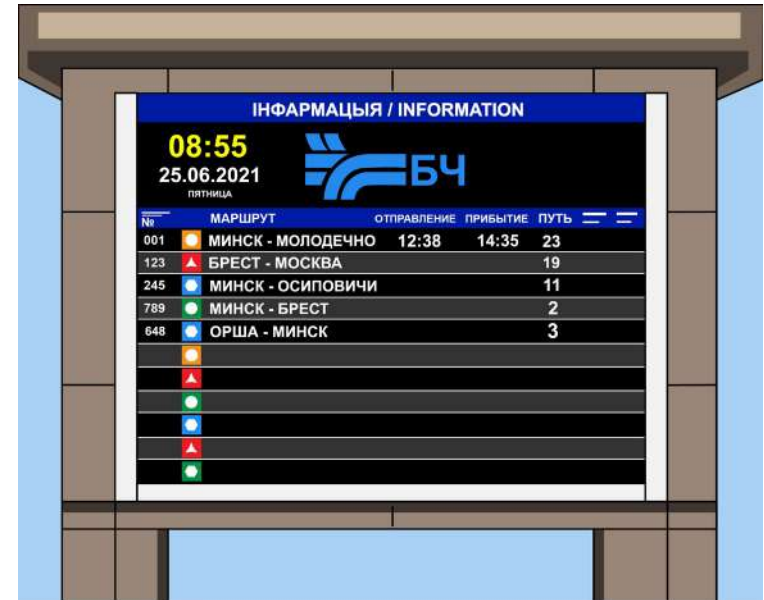 ІНФАРМАЦЫЯ / INFORMATION
08:55
25.06.2021
ПЯТНИЦА
БЧ
№ МАРШРУТ ОТПРАВЛЕНИЕ ПРИБЫТИЕ ПУТЬ
001 МИНСК - МОЛОДЕЧНО 12:38 14:35 23
123 БРЕСТ - МОСКВА 19
245 МИНСК - ОСИПОВИЧИ 11
789 МИНСК - БРЕСТ 2
648 ОРША - МИНСК 3